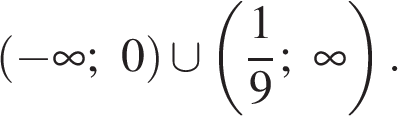 (−∞; 0) ∪ (1/9; ∞).